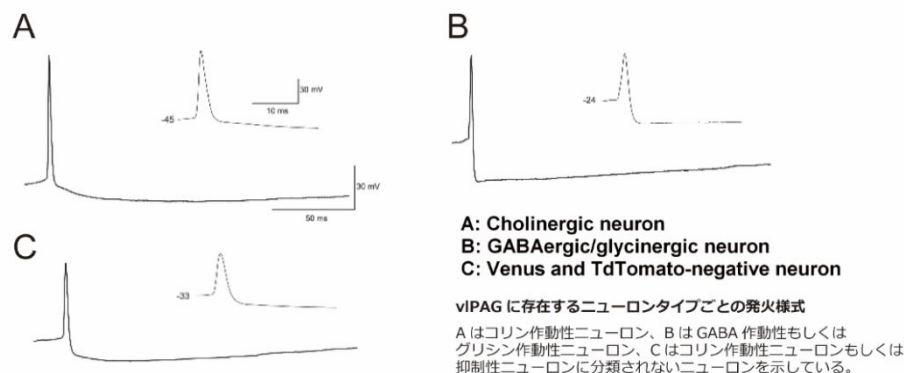 A
B
30 mV
10 ms
-45
-24
30 mV
50 ms
C
-33
A: Cholinergic neuron
B: GABAergic/glycinergic neuron
C: Venus and TdTomato-negative neuron
vlPAG に存在するニューロンタイプごとの発火様式
A はコリン作動性ニューロン、B は GABA 作動性もしくは
グリシン作動性ニューロン、C はコリン作動性ニューロンもしくは
抑制性ニューロンに分類されないニューロンを示している。